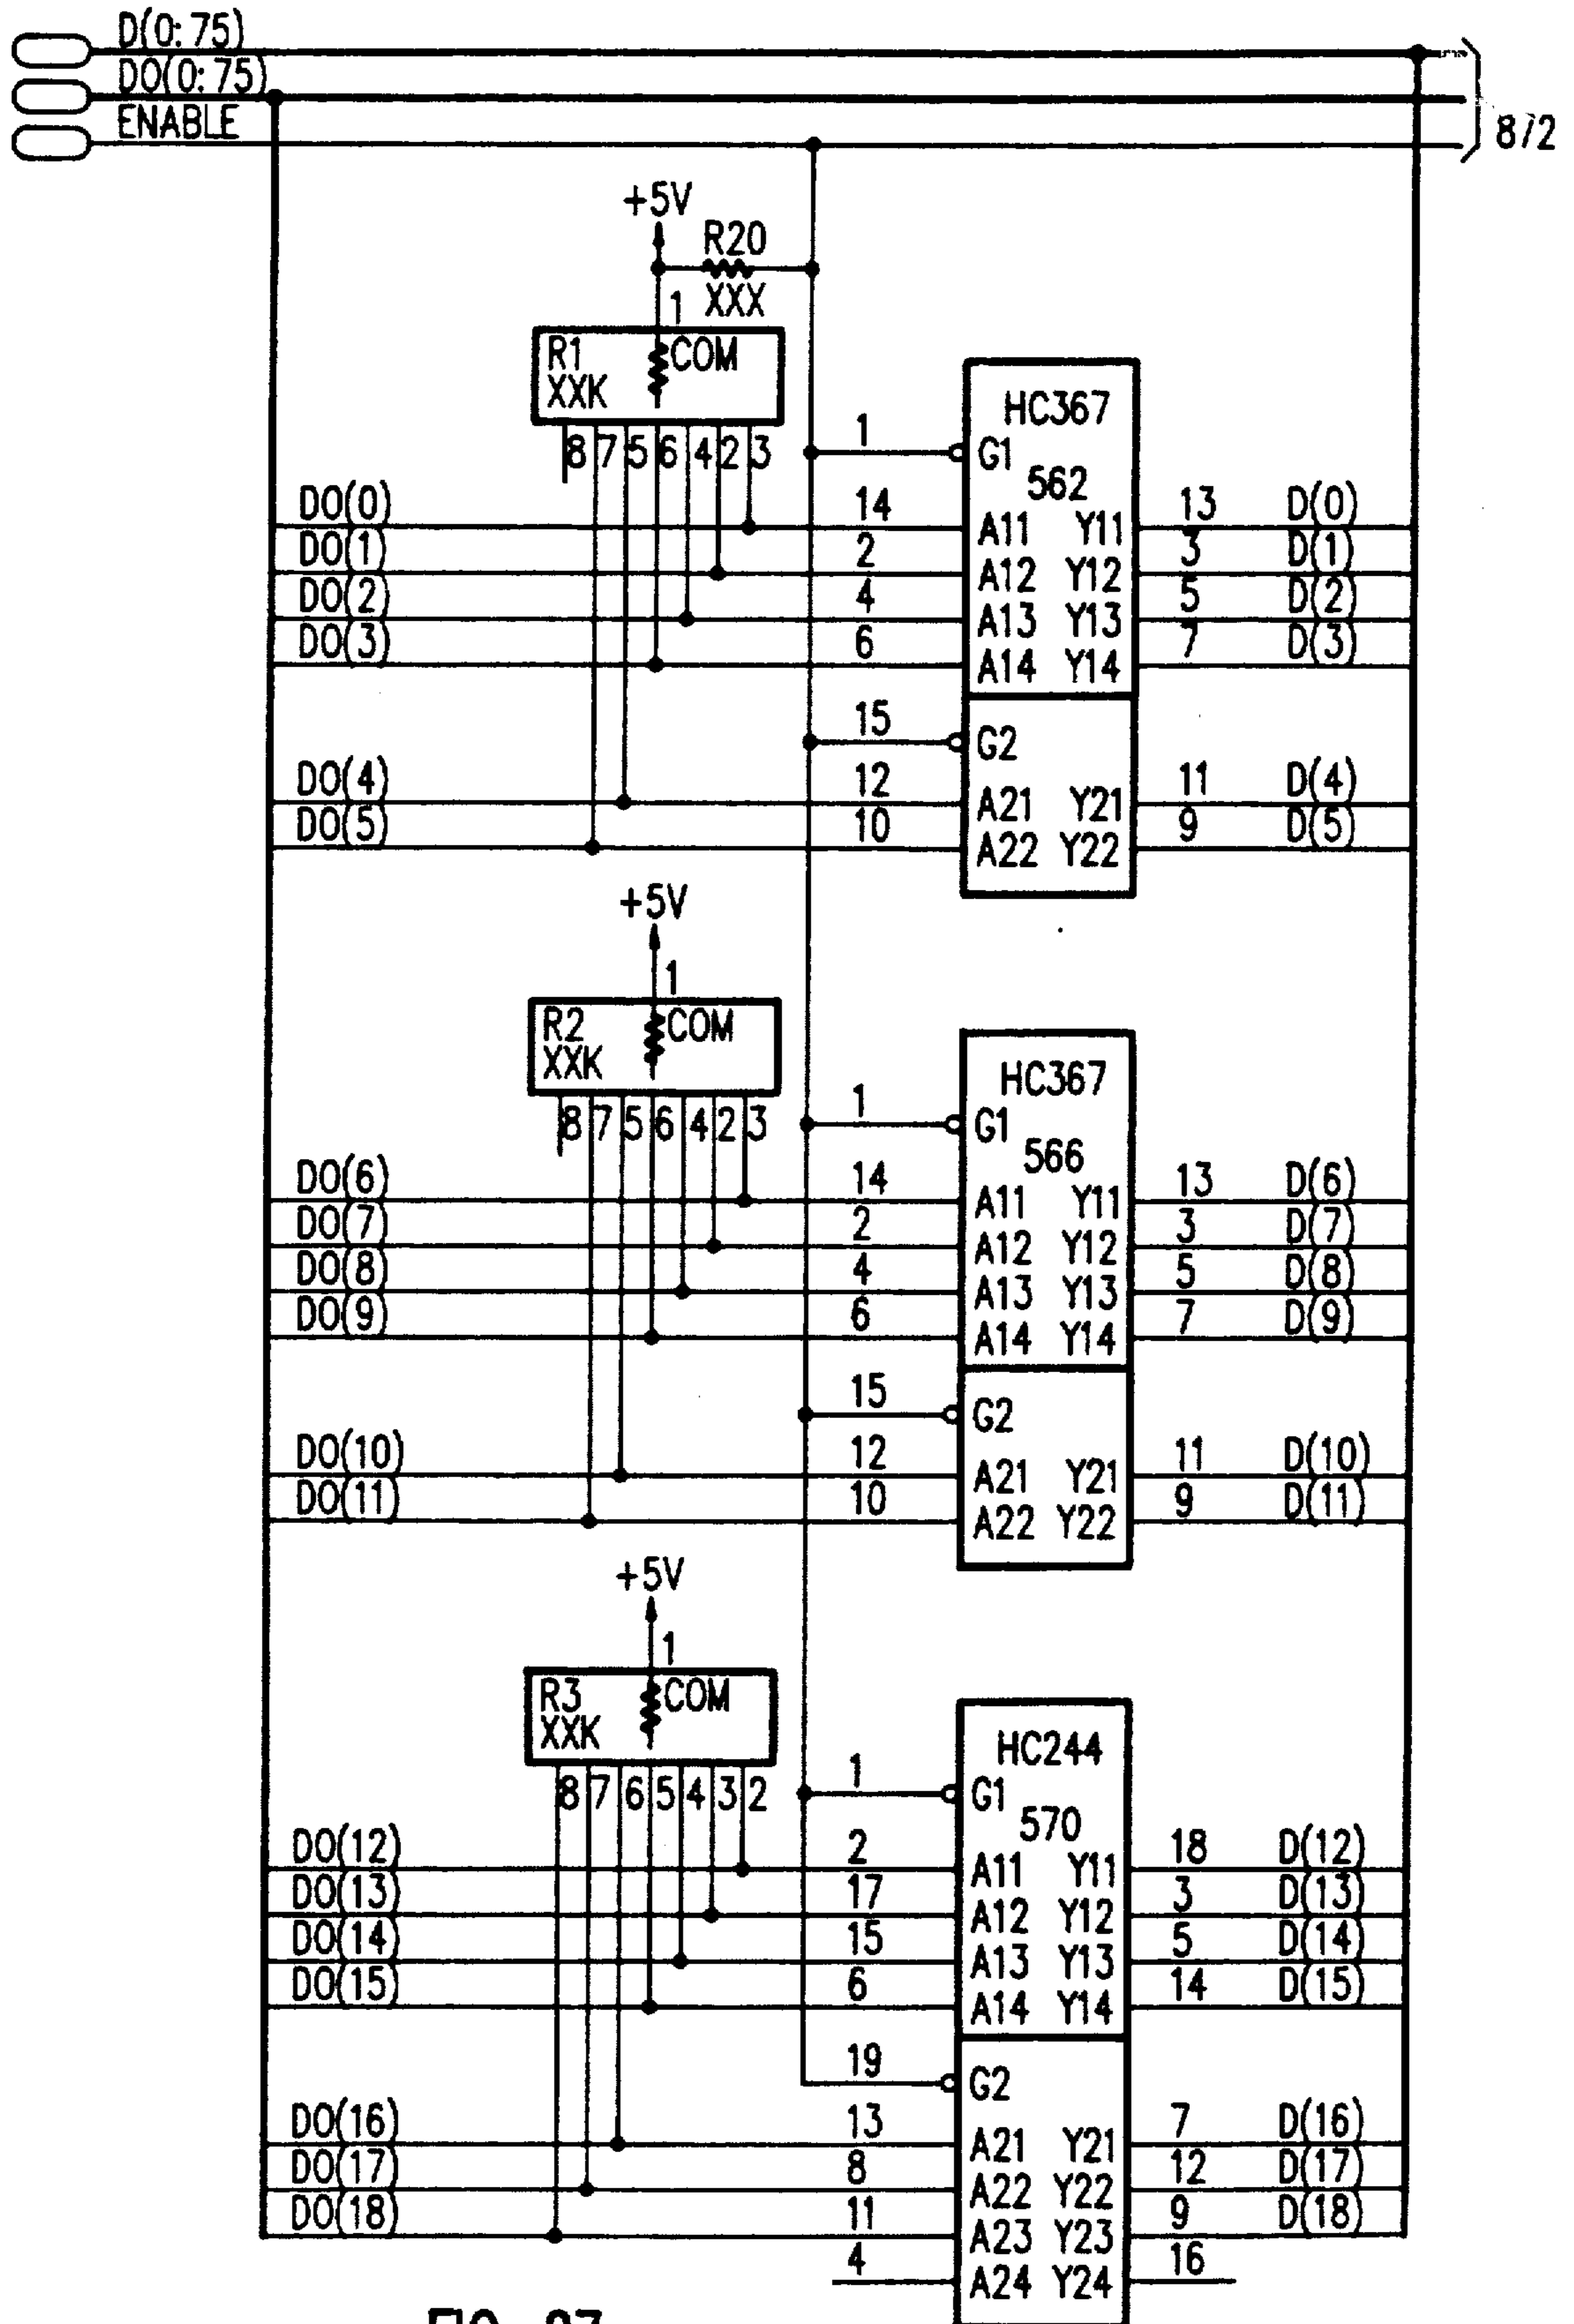 D(0:75)
DO(0:75)
ENABLE
8/2
+5V
R20
XXX
1
R1 COM
XXK
8 7 5 6 4 2 3
HC367
1 G1
562
DO(0) 14 A11 Y11 13 D(0)
DO(1) 2 A12 Y12 3 D(1)
DO(2) 4 A13 Y13 5 D(2)
DO(3) 6 A14 Y14 7 D(3)
15 G2
DO(4) 12 A21 Y21 11 D(4)
DO(5) 10 A22 Y22 9 D(5)
+5V
1
R2 COM
XXK
8 7 5 6 4 2 3
HC367
1 G1
566
DO(6) 14 A11 Y11 13 D(6)
DO(7) 2 A12 Y12 3 D(7)
DO(8) 4 A13 Y13 5 D(8)
DO(9) 6 A14 Y14 7 D(9)
15 G2
DO(10) 12 A21 Y21 11 D(10)
DO(11) 10 A22 Y22 9 D(11)
+5V
1
R3 COM
XXK
8 7 6 5 4 3 2
HC244
1 G1
570
DO(12) 2 A11 Y11 18 D(12)
DO(13) 17 A12 Y12 3 D(13)
DO(14) 15 A13 Y13 5 D(14)
DO(15) 6 A14 Y14 14 D(15)
19 G2
DO(16) 13 A21 Y21 7 D(16)
DO(17) 8 A22 Y22 12 D(17)
DO(18) 11 A23 Y23 9 D(18)
4 A24 Y24 16